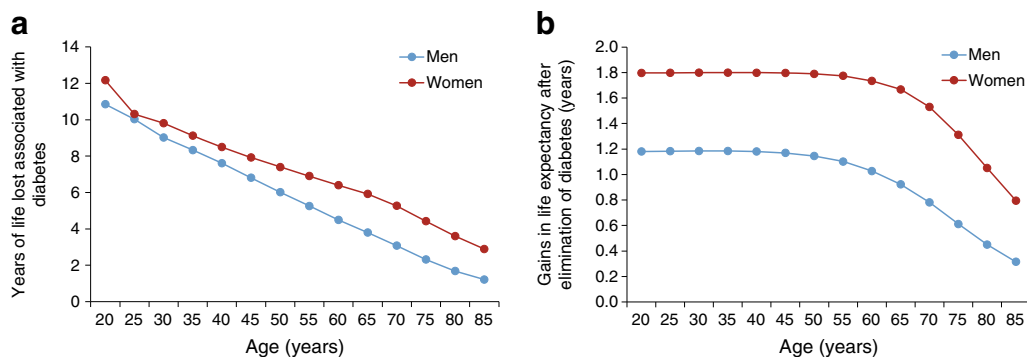 a
Years of life lost associated with
diabetes
14
12
10
8
6
4
2
0
Men
Women
20 25 30 35 40 45 50 55 60 65 70 75 80 85
Age (years)
b
Gains in life expectancy after
elimination of diabetes (years)
2.0
1.8
1.6
1.4
1.2
1.0
0.8
0.6
0.4
0.2
0.0
Men
Women
20 25 30 35 40 45 50 55 60 65 70 75 80 85
Age (years)